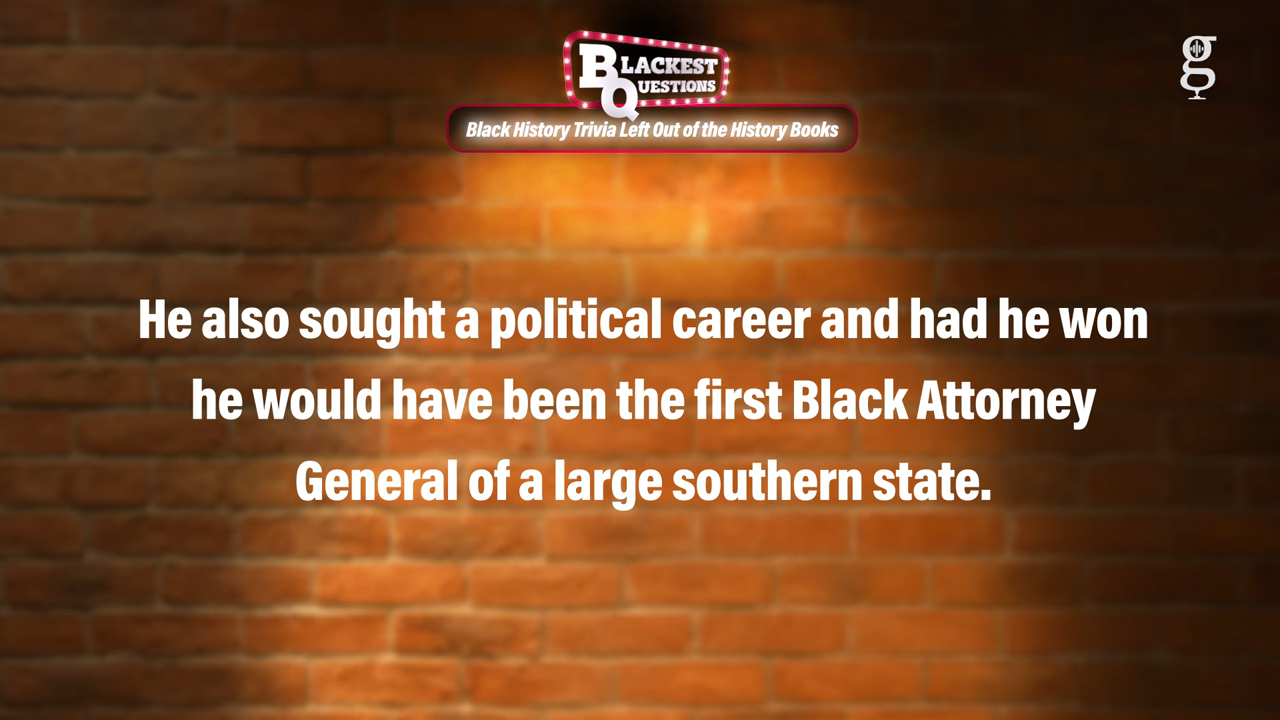 BLACKEST
QUESTIONS
Black History Trivia Left Out of the History Books
g
He also sought a political career and had he won
he would have been the first Black Attorney
General of a large southern state.